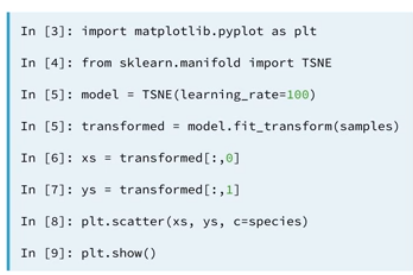 In [3]: import matplotlib.pyplot as plt
In [4]: from sklearn.manifold import TSNE
In [5]: model = TSNE(learning_rate=100)
In [5]: transformed = model.fit_transform(samples)
In [6]: xs = transformed[:,0]
In [7]: ys = transformed[:,1]
In [8]: plt.scatter(xs, ys, c=species)
In [9]: plt.show()